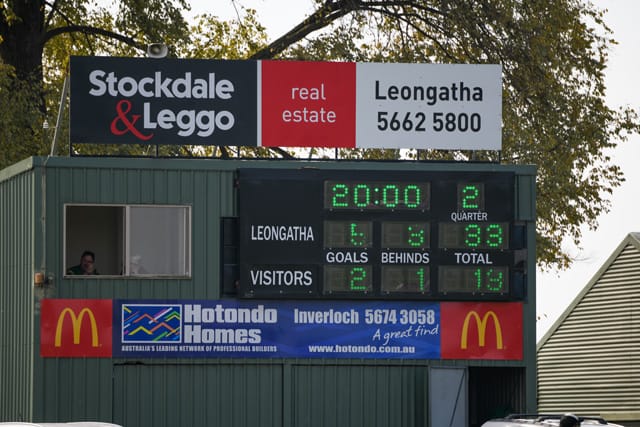 Stockdale
& Leggo
real
estate
Leongatha
5662 5800
20:00 2
QUARTER
LEONGATHA 5 3 33
GOALS BEHINDS TOTAL
VISITORS 2 1
Hotondo
Homes
AUSTRALIA'S LEADING NETWORK OF PROFESSIONAL BUILDERS
Inverloch 5674 3058
A great find
www.hotondo.com.au